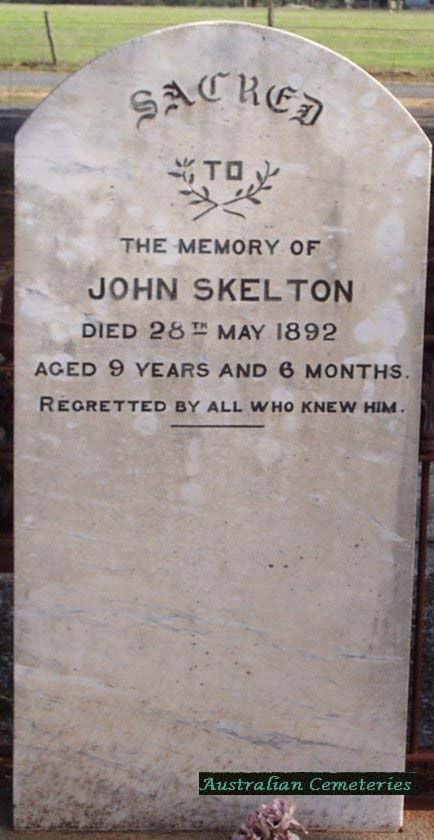 SACRED
TO
THE MEMORY OF
JOHN SKELTON
DIED 28TH MAY 1892
AGED 9 YEARS AND 6 MONTHS.
REGRETTED BY ALL WHO KNEW HIM.
Australian Cemeteries